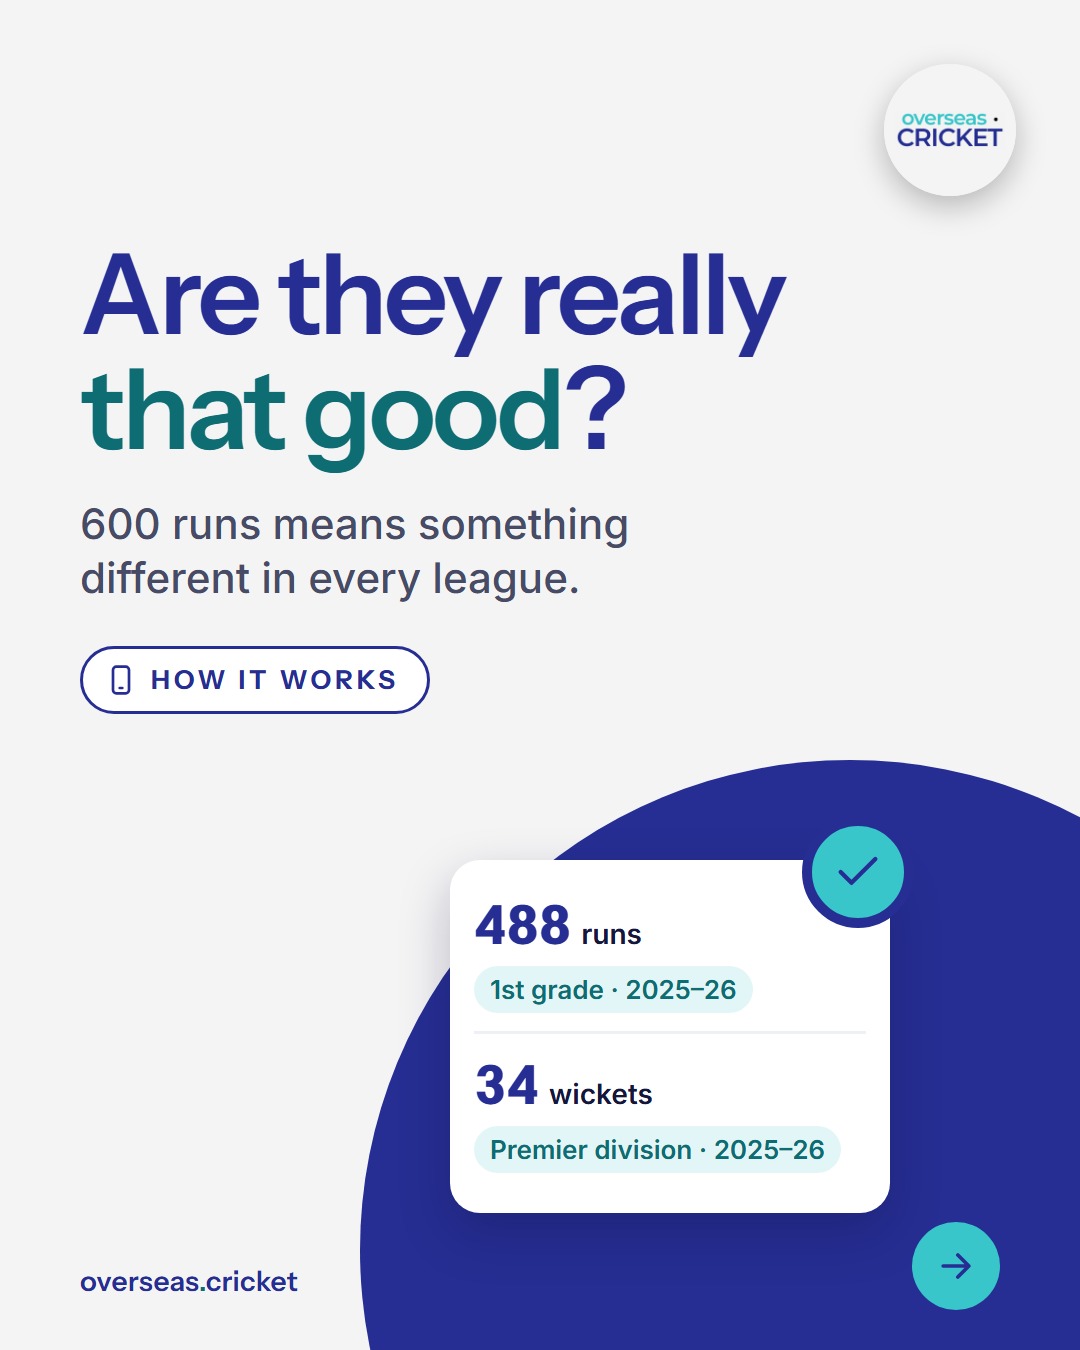 overseas ·
CRICKET
Are they really
that good?
600 runs means something
different in every league.
HOW IT WORKS
488 runs
1st grade · 2025–26
34 wickets
Premier division · 2025–26
overseas.cricket